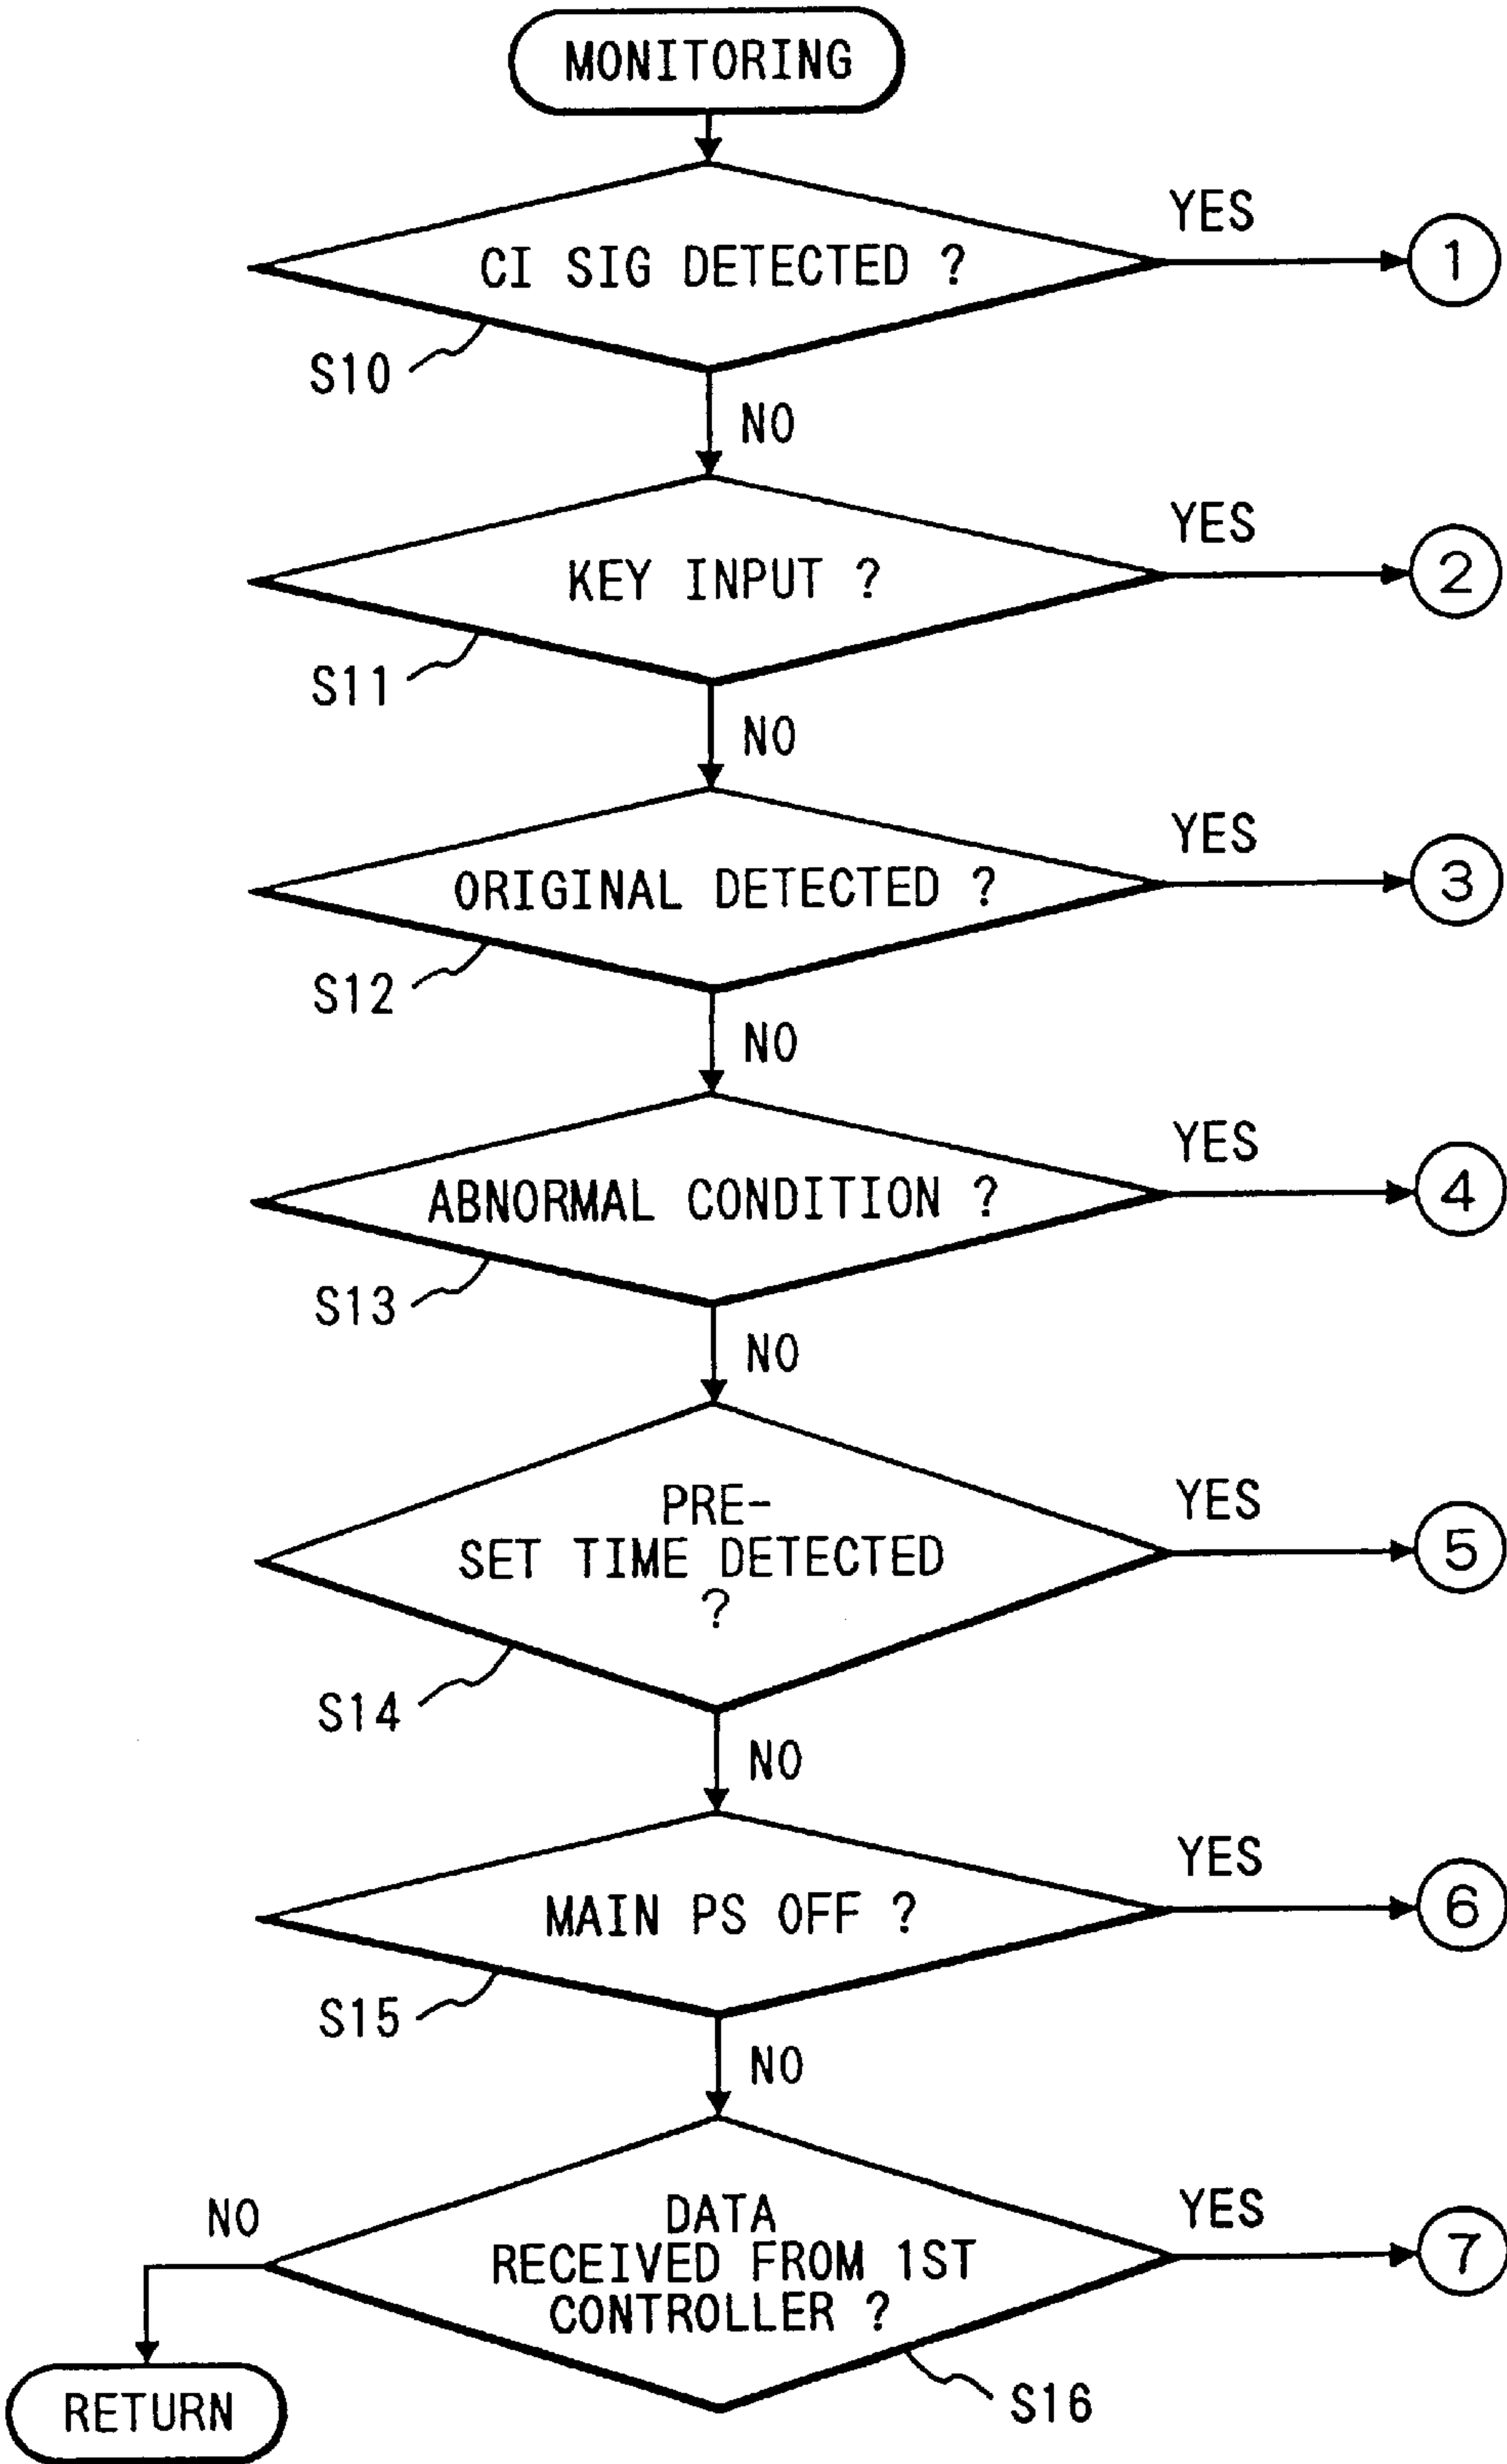 MONITORING
CI SIG DETECTED ?
YES
1
S10
NO
KEY INPUT ?
YES
2
S11
NO
ORIGINAL DETECTED ?
YES
3
S12
NO
ABNORMAL CONDITION ?
YES
4
S13
NO
PRE-
SET TIME DETECTED
?
YES
5
S14
NO
MAIN PS OFF ?
YES
6
S15
NO
DATA
RECEIVED FROM 1ST
CONTROLLER ?
YES
7
NO
S16
RETURN